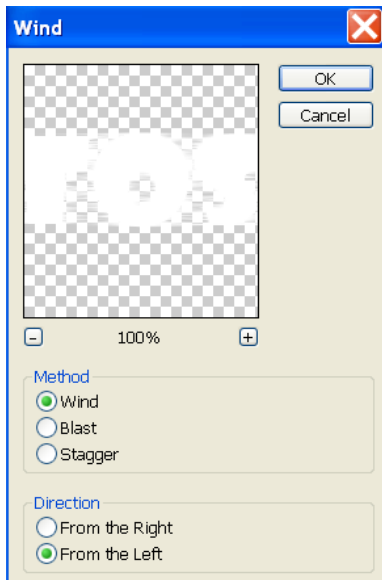 Wind
OK
Cancel
- 100% +
Method
Wind
Blast
Stagger
Direction
From the Right
From the Left